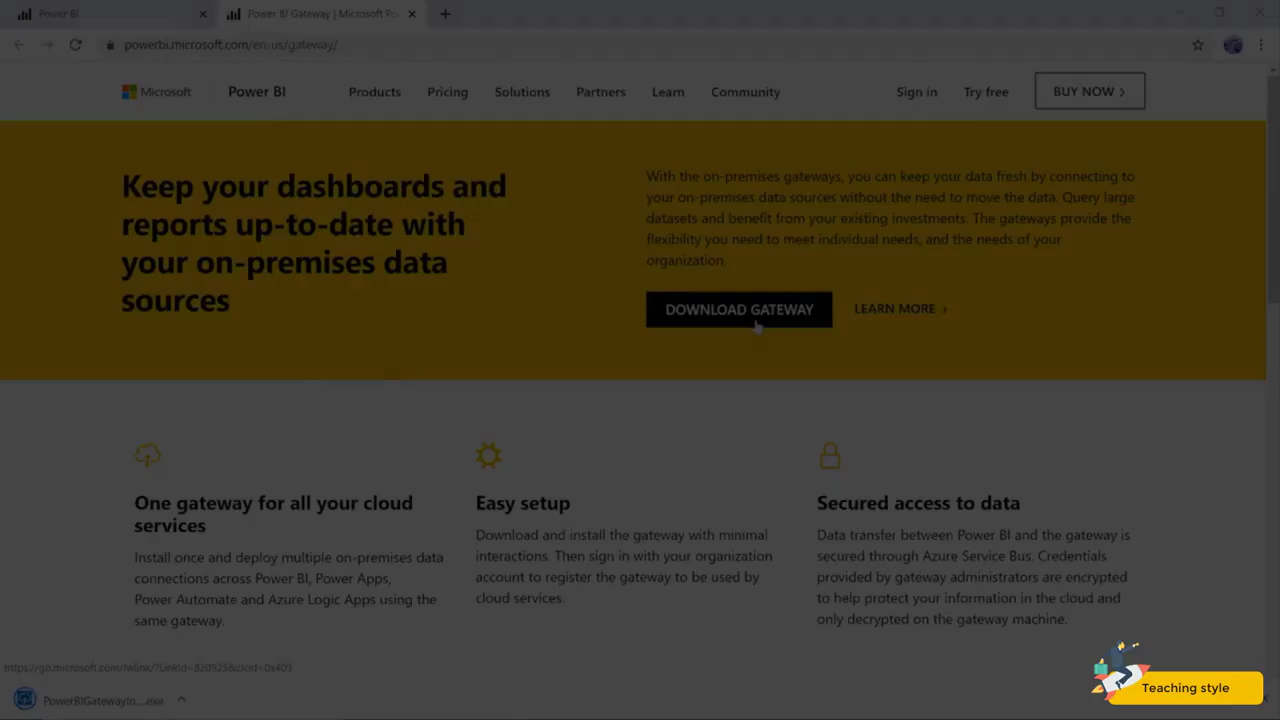 Power BI
Power BI Gateway | Microsoft Po
powerbi.microsoft.com/en-us/gateway/
Microsoft Power BI Products Pricing Solutions Partners Learn Community Sign in Try free BUY NOW
Keep your dashboards and
reports up-to-date with
your on-premises data
sources
With the on-premises gateways, you can keep your data fresh by connecting to
your on-premises data sources without the need to move the data. Query large
datasets and benefit from your existing investments. The gateways provide the
flexibility you need to meet individual needs, and the needs of your
organization.
DOWNLOAD GATEWAY LEARN MORE
One gateway for all your cloud
services
Install once and deploy multiple on-premises data
connections across Power BI, Power Apps,
Power Automate and Azure Logic Apps using the
same gateway.
Easy setup
Download and install the gateway with minimal
interactions. Then sign in with your organization
account to register the gateway to be used by
cloud services.
Secured access to data
Data transfer between Power BI and the gateway is
secured through Azure Service Bus. Credentials
provided by gateway administrators are encrypted
to help protect your information in the cloud and
only decrypted on the gateway machine.
https://go.microsoft.com/fwlink/?LinkId=820925&clcid=0x409
PowerBIGatewayIn....exe
Teaching style